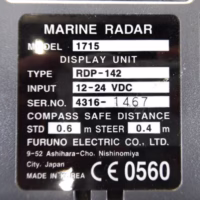 MARINE RADAR
MODEL 1715
DISPLAY UNIT
TYPE RDP-142
INPUT 12-24 VDC
SER.NO. 4316-1467
COMPASS SAFE DISTANCE
STD 0.6 m STEER 0.4 m
FURUNO ELECTRIC CO., LTD.
9-52 Ashihara-Cho, Nishinomiya
City, Japan
MADE IN JAPAN CE 0560